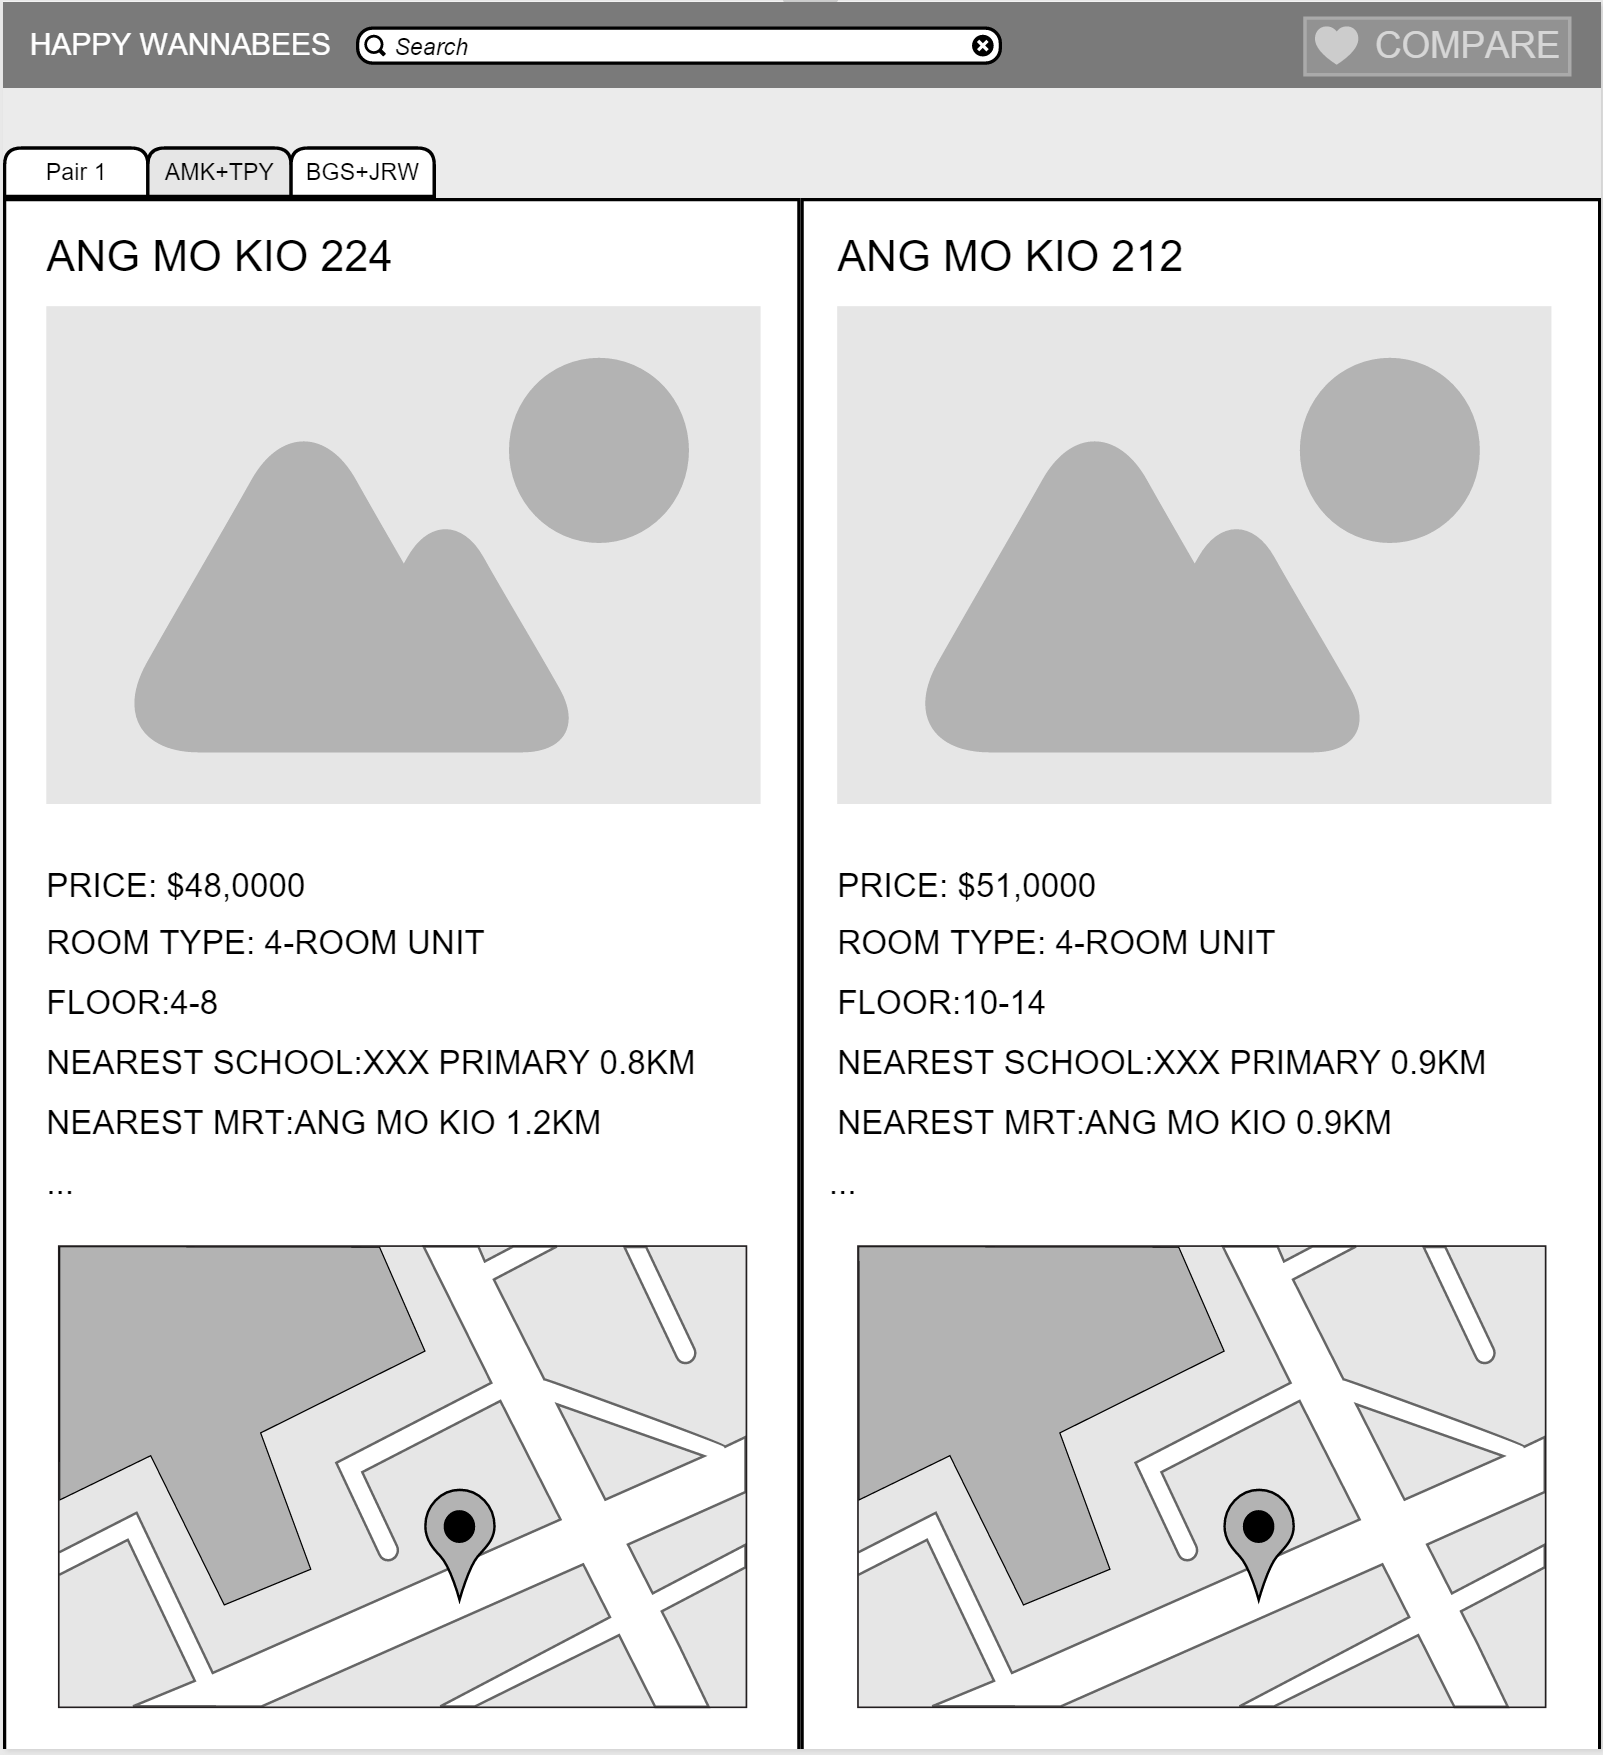 HAPPY WANNABEES
Search
COMPARE
Pair 1
AMK+TPY
BGS+JRW
ANG MO KIO 224
PRICE: $48,0000
ROOM TYPE: 4-ROOM UNIT
FLOOR:4-8
NEAREST SCHOOL:XXX PRIMARY 0.8KM
NEAREST MRT:ANG MO KIO 1.2KM
...
ANG MO KIO 212
PRICE: $51,0000
ROOM TYPE: 4-ROOM UNIT
FLOOR:10-14
NEAREST SCHOOL:XXX PRIMARY 0.9KM
NEAREST MRT:ANG MO KIO 0.9KM
...